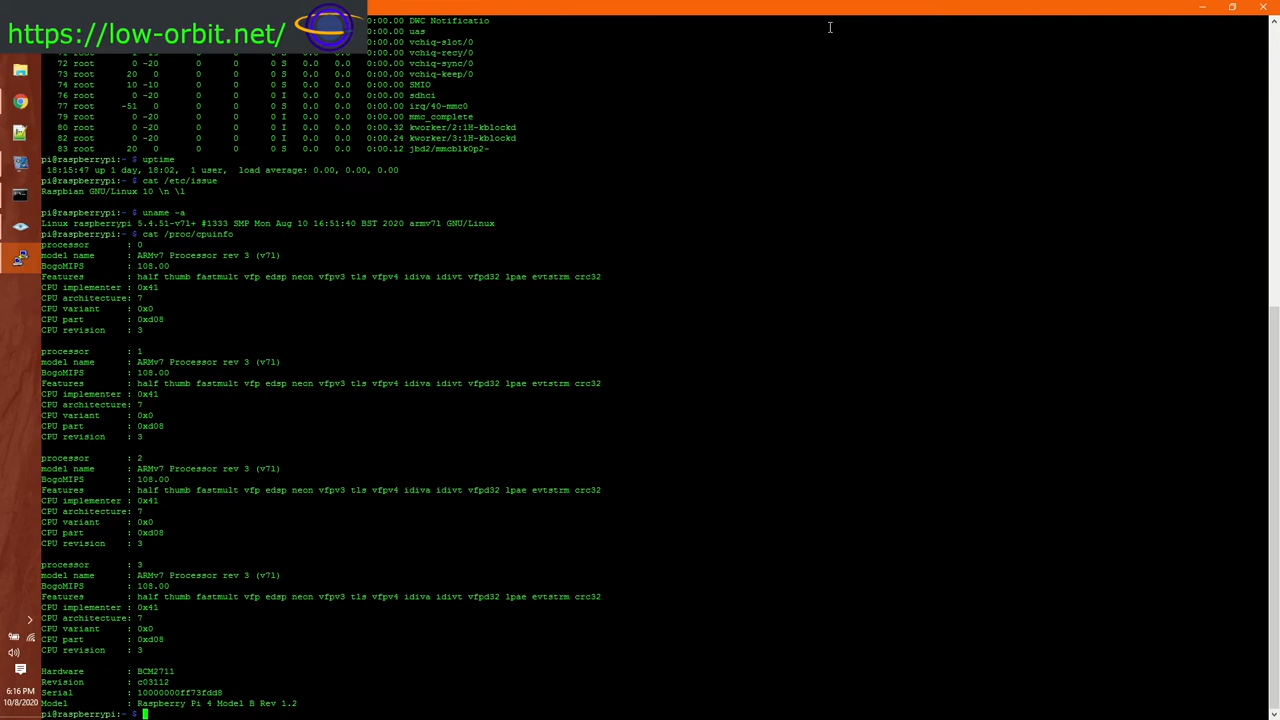 https://low-orbit.net/
0:00.00 DWC Notificatio
0:00.00 uas
0:00.00 vchiq-slot/0
0:00.00 vchiq-recy/0
72 root 0 -20 0 0 0 S 0.0 0.0 0:00.00 vchiq-sync/0
73 root 20 0 0 0 0 S 0.0 0.0 0:00.00 vchiq-keep/0
74 root 10 -10 0 0 0 S 0.0 0.0 0:00.00 SMIO
76 root 0 -20 0 0 0 I 0.0 0.0 0:00.00 sdhci
77 root -51 0 0 0 0 S 0.0 0.0 0:00.00 irq/40-mmc0
79 root 0 -20 0 0 0 I 0.0 0.0 0:00.00 mmc_complete
80 root 0 -20 0 0 0 I 0.0 0.0 0:00.32 kworker/2:1H-kblockd
82 root 0 -20 0 0 0 I 0.0 0.0 0:00.24 kworker/3:1H-kblockd
83 root 20 0 0 0 0 S 0.0 0.0 0:00.12 jbd2/mmcblk0p2-
pi@raspberrypi:~ $ uptime
18:15:47 up 1 day, 18:02, 1 user, load average: 0.00, 0.00, 0.00
pi@raspberrypi:~ $ cat /etc/issue
Raspbian GNU/Linux 10 \n \l
pi@raspberrypi:~ $ uname -a
Linux raspberrypi 5.4.51-v7l+ #1333 SMP Mon Aug 10 16:51:40 BST 2020 armv7l GNU/Linux
pi@raspberrypi:~ $ cat /proc/cpuinfo
processor : 0
model name : ARMv7 Processor rev 3 (v7l)
BogoMIPS : 108.00
Features : half thumb fastmult vfp edsp neon vfpv3 tls vfpv4 idiva idivt vfpd32 lpae evtstrm crc32
CPU implementer : 0x41
CPU architecture: 7
CPU variant : 0x0
CPU part : 0xd08
CPU revision : 3
processor : 1
model name : ARMv7 Processor rev 3 (v7l)
BogoMIPS : 108.00
Features : half thumb fastmult vfp edsp neon vfpv3 tls vfpv4 idiva idivt vfpd32 lpae evtstrm crc32
CPU implementer : 0x41
CPU architecture: 7
CPU variant : 0x0
CPU part : 0xd08
CPU revision : 3
processor : 2
model name : ARMv7 Processor rev 3 (v7l)
BogoMIPS : 108.00
Features : half thumb fastmult vfp edsp neon vfpv3 tls vfpv4 idiva idivt vfpd32 lpae evtstrm crc32
CPU implementer : 0x41
CPU architecture: 7
CPU variant : 0x0
CPU part : 0xd08
CPU revision : 3
processor : 3
model name : ARMv7 Processor rev 3 (v7l)
BogoMIPS : 108.00
Features : half thumb fastmult vfp edsp neon vfpv3 tls vfpv4 idiva idivt vfpd32 lpae evtstrm crc32
CPU implementer : 0x41
CPU architecture: 7
CPU variant : 0x0
CPU part : 0xd08
CPU revision : 3
Hardware : BCM2711
Revision : c03112
Serial : 10000000ff73fdd8
Model : Raspberry Pi 4 Model B Rev 1.2
pi@raspberrypi:~ $
6:16 PM
10/8/2020